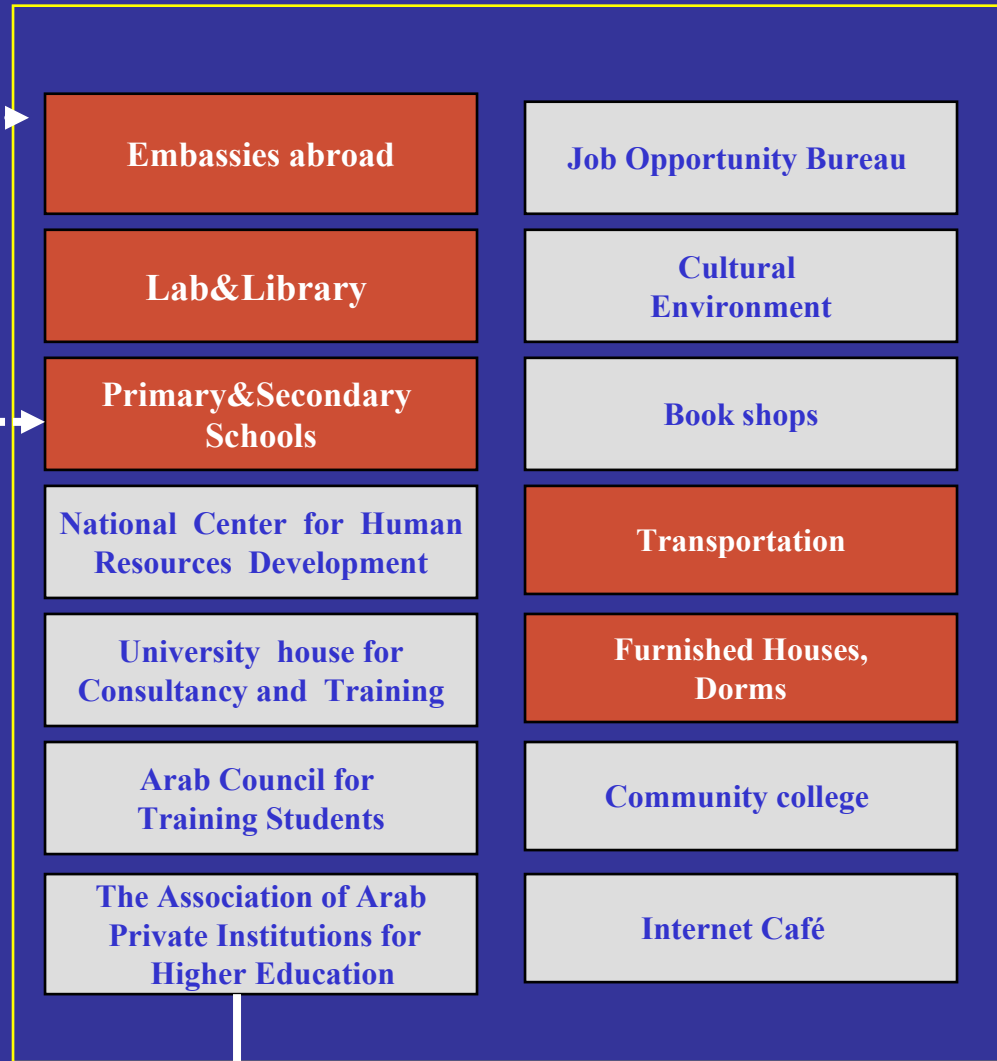 Embassies abroad
Lab&Library
Primary&Secondary
Schools
National Center for Human
Resources Development
University house for
Consultancy and Training
Arab Council for
Training Students
The Association of Arab
Private Institutions for
Higher Education
Job Opportunity Bureau
Cultural
Environment
Book shops
Transportation
Furnished Houses,
Dorms
Community college
Internet Café